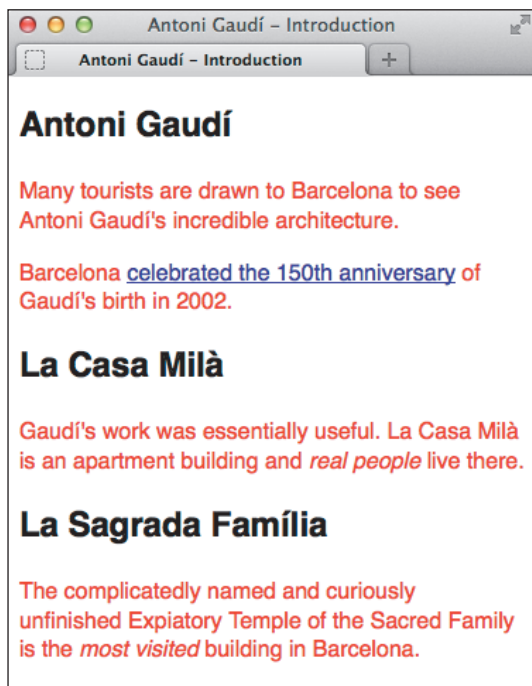 Antoni Gaudí – Introduction
Antoni Gaudí – Introduction
Antoni Gaudí
Many tourists are drawn to Barcelona to see
Antoni Gaudí's incredible architecture.
Barcelona celebrated the 150th anniversary of
Gaudí's birth in 2002.
La Casa Milà
Gaudí's work was essentially useful. La Casa Milà
is an apartment building and real people live there.
La Sagrada Família
The complicatedly named and curiously
unfinished Expiatory Temple of the Sacred Family
is the most visited building in Barcelona.